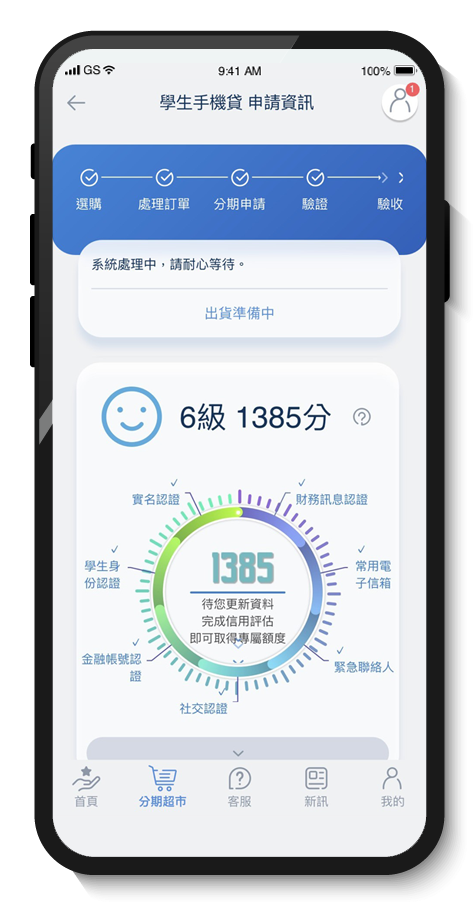 GS
9:41 AM
100%
學生手機貸 申請資訊
1
選購
處理訂單
分期申請
驗證
驗收
系統處理中，請耐心等待。
出貨準備中
6級 1385分
實名認證
財務訊息認證
學生身
份認證
常用電
子信箱
1385
待您更新資料
完成信用評估
即可取得專屬額度
金融帳號認
證
緊急聯絡人
社交認證
首頁
分期超市
客服
新訊
我的